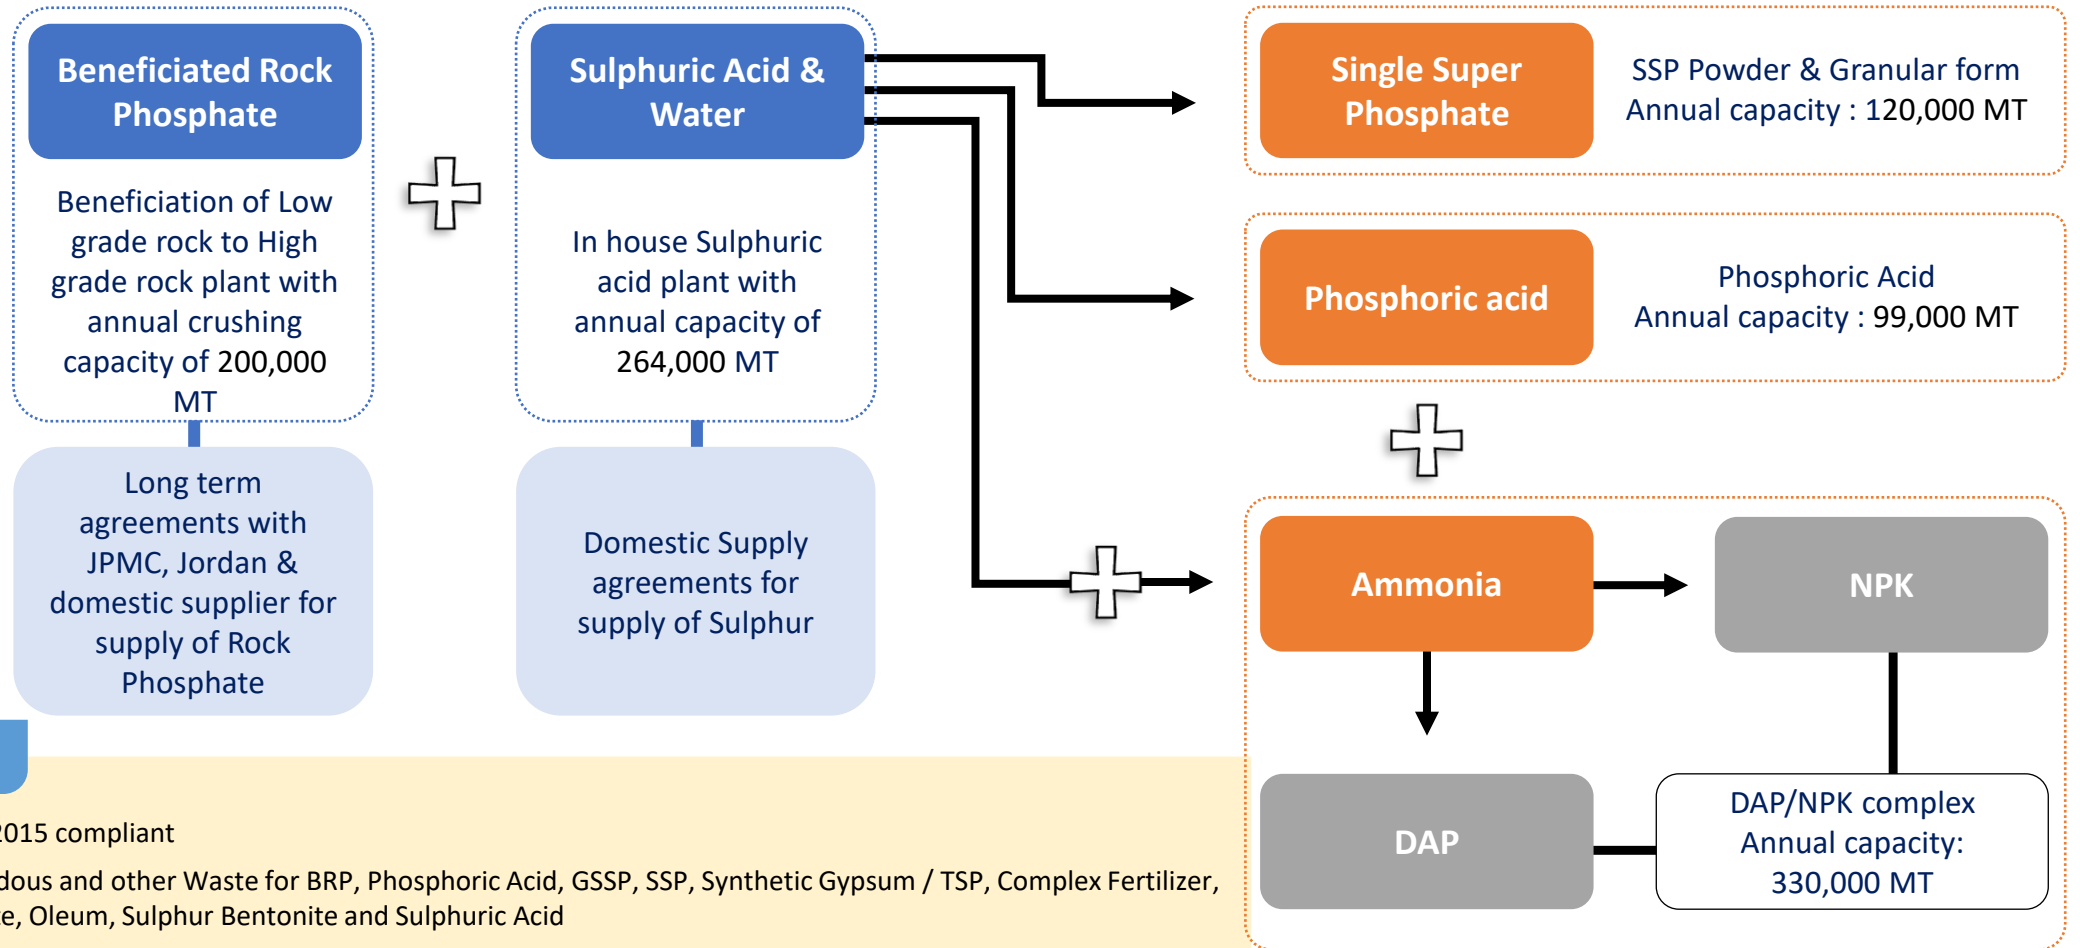 Beneficiated Rock
Phosphate
Beneficiation of Low
grade rock to High
grade rock plant with
annual crushing
capacity of 200,000
MT
Long term
agreements with
JPMC, Jordan &
domestic supplier for
supply of Rock
Phosphate
Sulphuric Acid &
Water
In house Sulphuric
acid plant with
annual capacity of
264,000 MT
Domestic Supply
agreements for
supply of Sulphur
Single Super
Phosphate
SSP Powder & Granular form
Annual capacity : 120,000 MT
Phosphoric acid
Phosphoric Acid
Annual capacity : 99,000 MT
Ammonia
NPK
DAP
DAP/NPK complex
Annual capacity:
330,000 MT
2015 compliant
dous and other Waste for BRP, Phosphoric Acid, GSSP, SSP, Synthetic Gypsum / TSP, Complex Fertilizer,
te, Oleum, Sulphur Bentonite and Sulphuric Acid